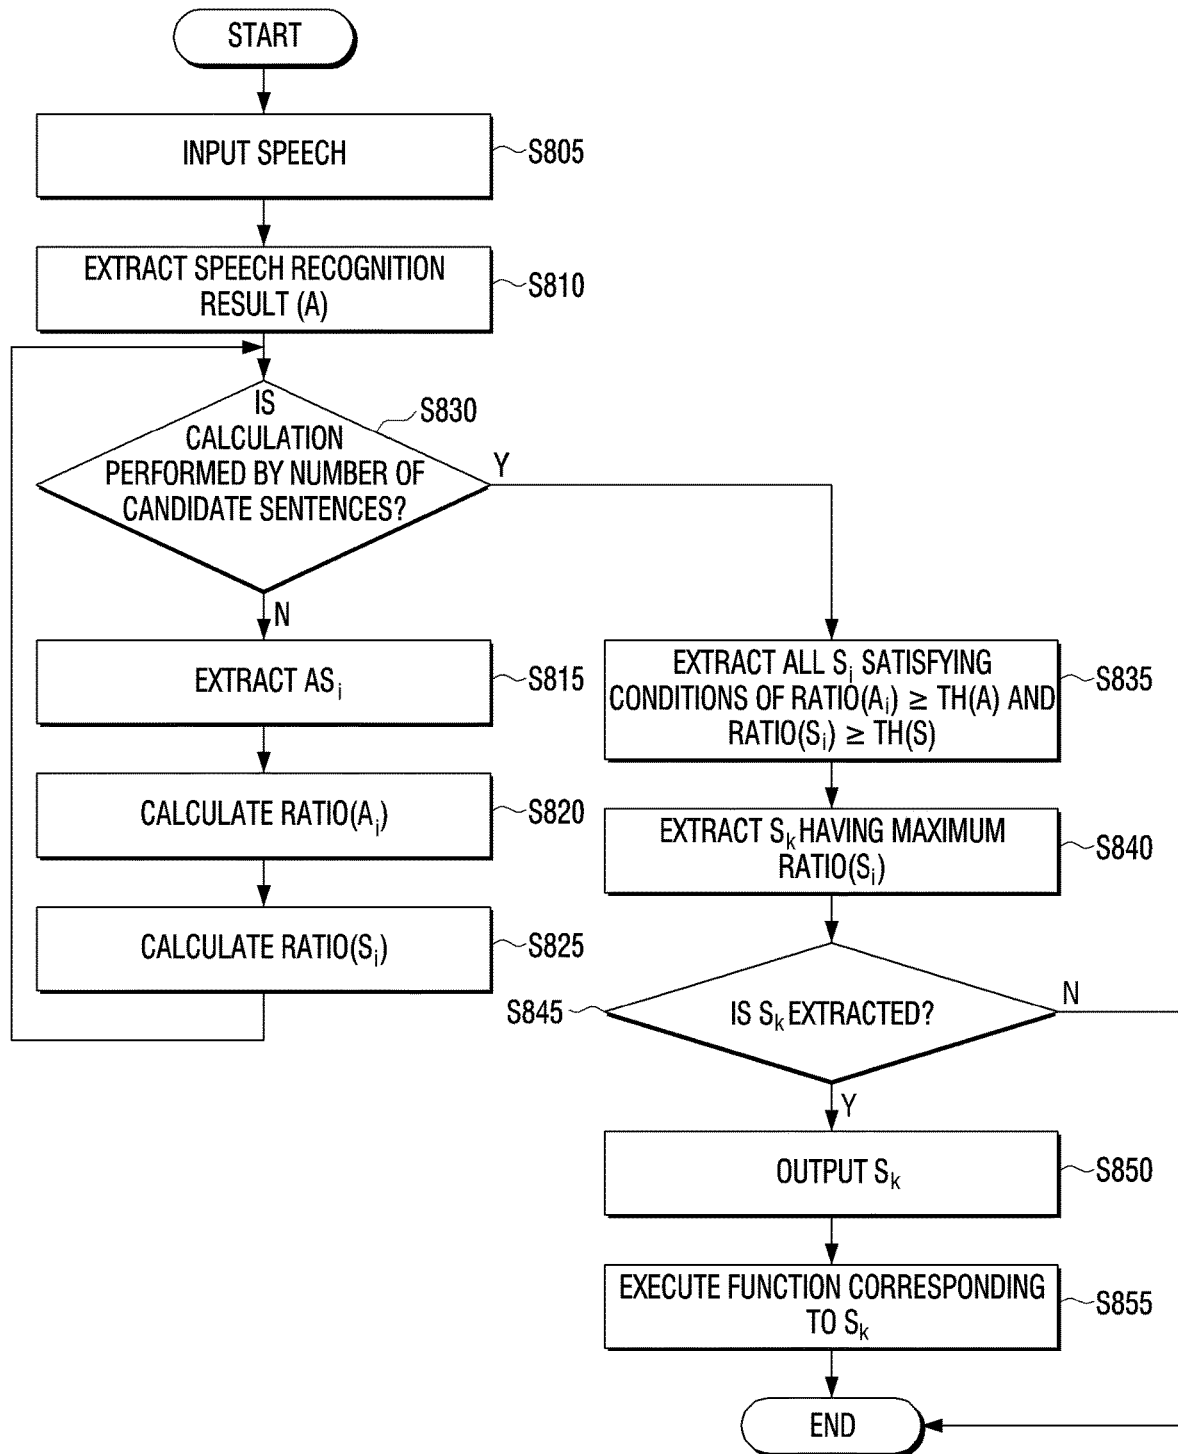 START
INPUT SPEECH
S805
EXTRACT SPEECH RECOGNITION
RESULT (A)
S810
IS
CALCULATION
PERFORMED BY NUMBER OF
CANDIDATE SENTENCES?
S830
Y
N
EXTRACT ASᵢ
S815
CALCULATE RATIO(Aᵢ)
S820
CALCULATE RATIO(Sᵢ)
S825
EXTRACT ALL Sᵢ SATISFYING
CONDITIONS OF RATIO(Aᵢ) ≥ TH(A) AND
RATIO(Sᵢ) ≥ TH(S)
S835
EXTRACT Sₖ HAVING MAXIMUM
RATIO(Sᵢ)
S840
S845
IS Sₖ EXTRACTED?
N
Y
OUTPUT Sₖ
S850
EXECUTE FUNCTION CORRESPONDING
TO Sₖ
S855
END